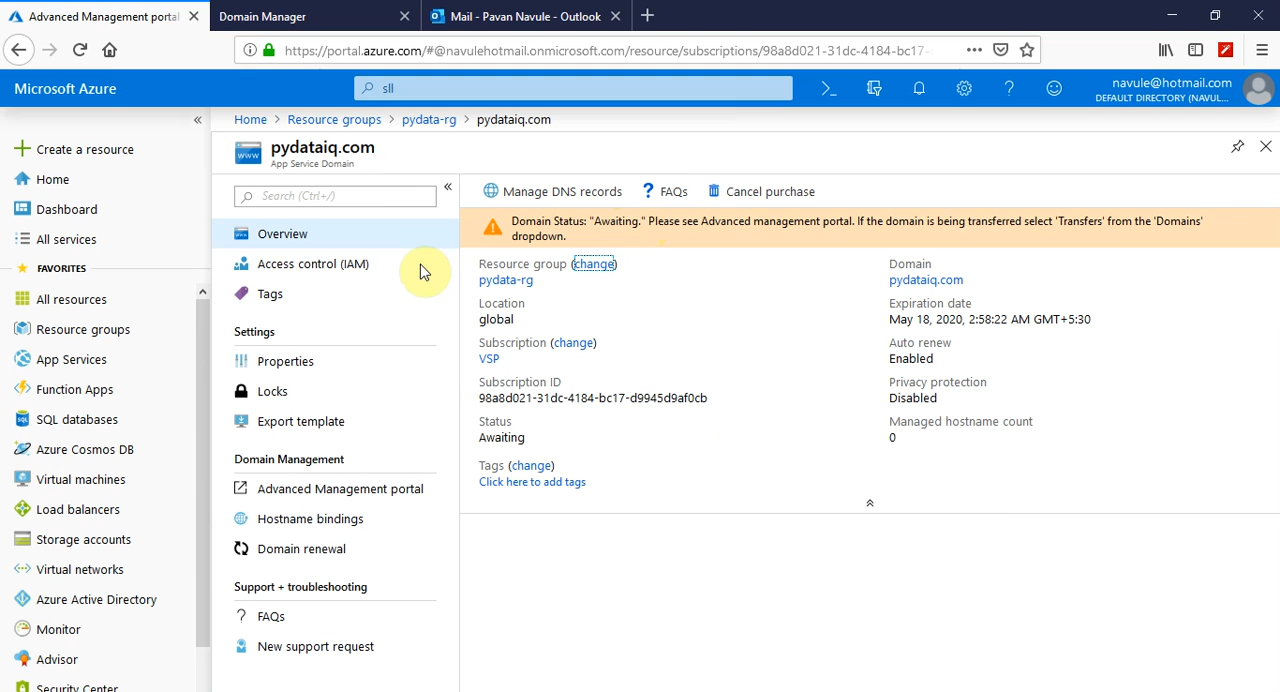 Advanced Management portal
Domain Manager
Mail - Pavan Navule - Outlook
https://portal.azure.com/#@navulehotmail.onmicrosoft.com/resource/subscriptions/98a8d021-31dc-4184-bc17-
Microsoft Azure
sll
navule@hotmail.com
DEFAULT DIRECTORY (NAVUL...
Create a resource
Home
Dashboard
All services
FAVORITES
All resources
Resource groups
App Services
Function Apps
SQL databases
Azure Cosmos DB
Virtual machines
Load balancers
Storage accounts
Virtual networks
Azure Active Directory
Monitor
Advisor
Security Center
Home > Resource groups > pydata-rg > pydataiq.com
pydataiq.com
App Service Domain
Search (Ctrl+/)
Overview
Access control (IAM)
Tags
Settings
Properties
Locks
Export template
Domain Management
Advanced Management portal
Hostname bindings
Domain renewal
Support + troubleshooting
FAQs
New support request
Manage DNS records
FAQs
Cancel purchase
Domain Status: "Awaiting." Please see Advanced management portal. If the domain is being transferred select 'Transfers' from the 'Domains'
dropdown.
Resource group (change)
pydata-rg
Location
global
Subscription (change)
VSP
Subscription ID
98a8d021-31dc-4184-bc17-d9945d9af0cb
Status
Awaiting
Tags (change)
Click here to add tags
Domain
pydataiq.com
Expiration date
May 18, 2020, 2:58:22 AM GMT+5:30
Auto renew
Enabled
Privacy protection
Disabled
Managed hostname count
0